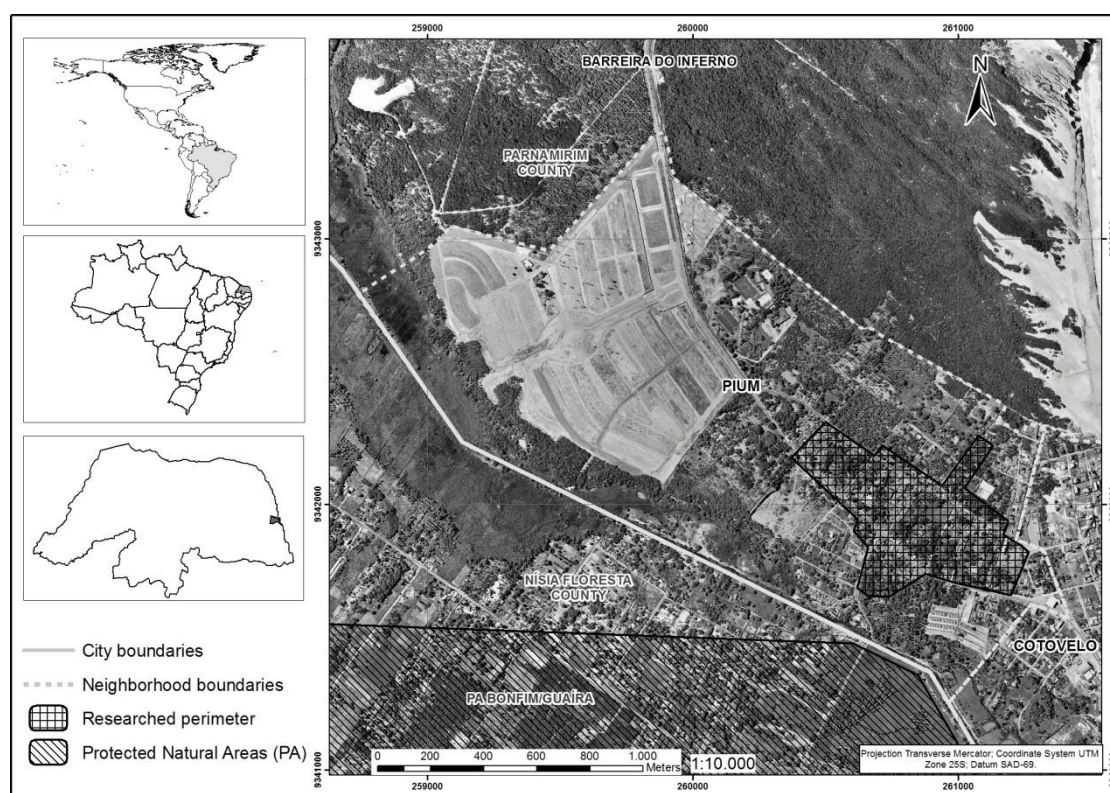 259000 260000 261000
BARREIRA DO INFERNO
N
PARNAMIRIM
COUNTY
9343000
PIUM
9342000
NÍSIA FLORESTA
COUNTY
COTOVELO
PA BONFIM/GUAÍRA
City boundaries
Neighborhood boundaries
Researched perimeter
Protected Natural Areas (PA)
0 200 400 600 800 1.000
Meters
1:10.000
Projection Transverse Mercator; Coordinate System UTM
Zone 25S; Datum SAD-69.
9341000
259000 260000 261000